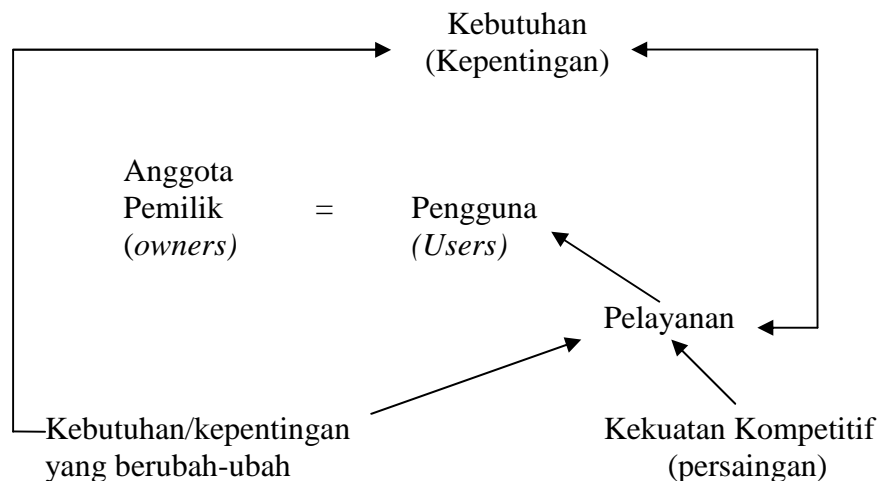 Kebutuhan
(Kepentingan)
Anggota
Pemilik = Pengguna
(owners) (Users)
Pelayanan
Kebutuhan/kepentingan
yang berubah-ubah
Kekuatan Kompetitif
(persaingan)